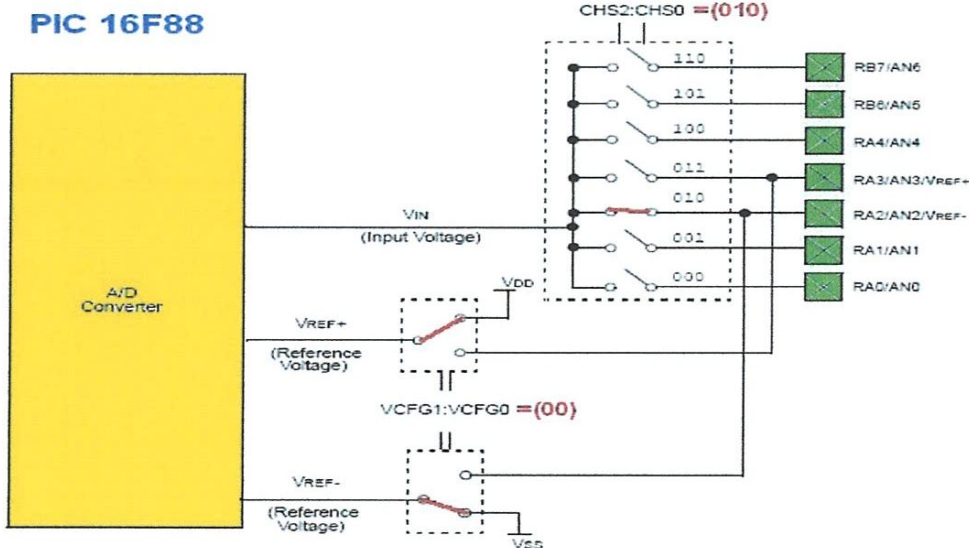 PIC 16F88
CHS2:CHS0 =(010)
110
RB7/AN6
101
RB6/AN5
100
RA4/AN4
011
RA3/AN3/VREF+
010
RA2/AN2/VREF-
001
RA1/AN1
000
RA0/AN0
VIN
(Input Voltage)
A/D
Converter
VDD
VREF+
(Reference
Voltage)
VCFG1:VCFG0 =(00)
VREF-
(Reference
Voltage)
VSS